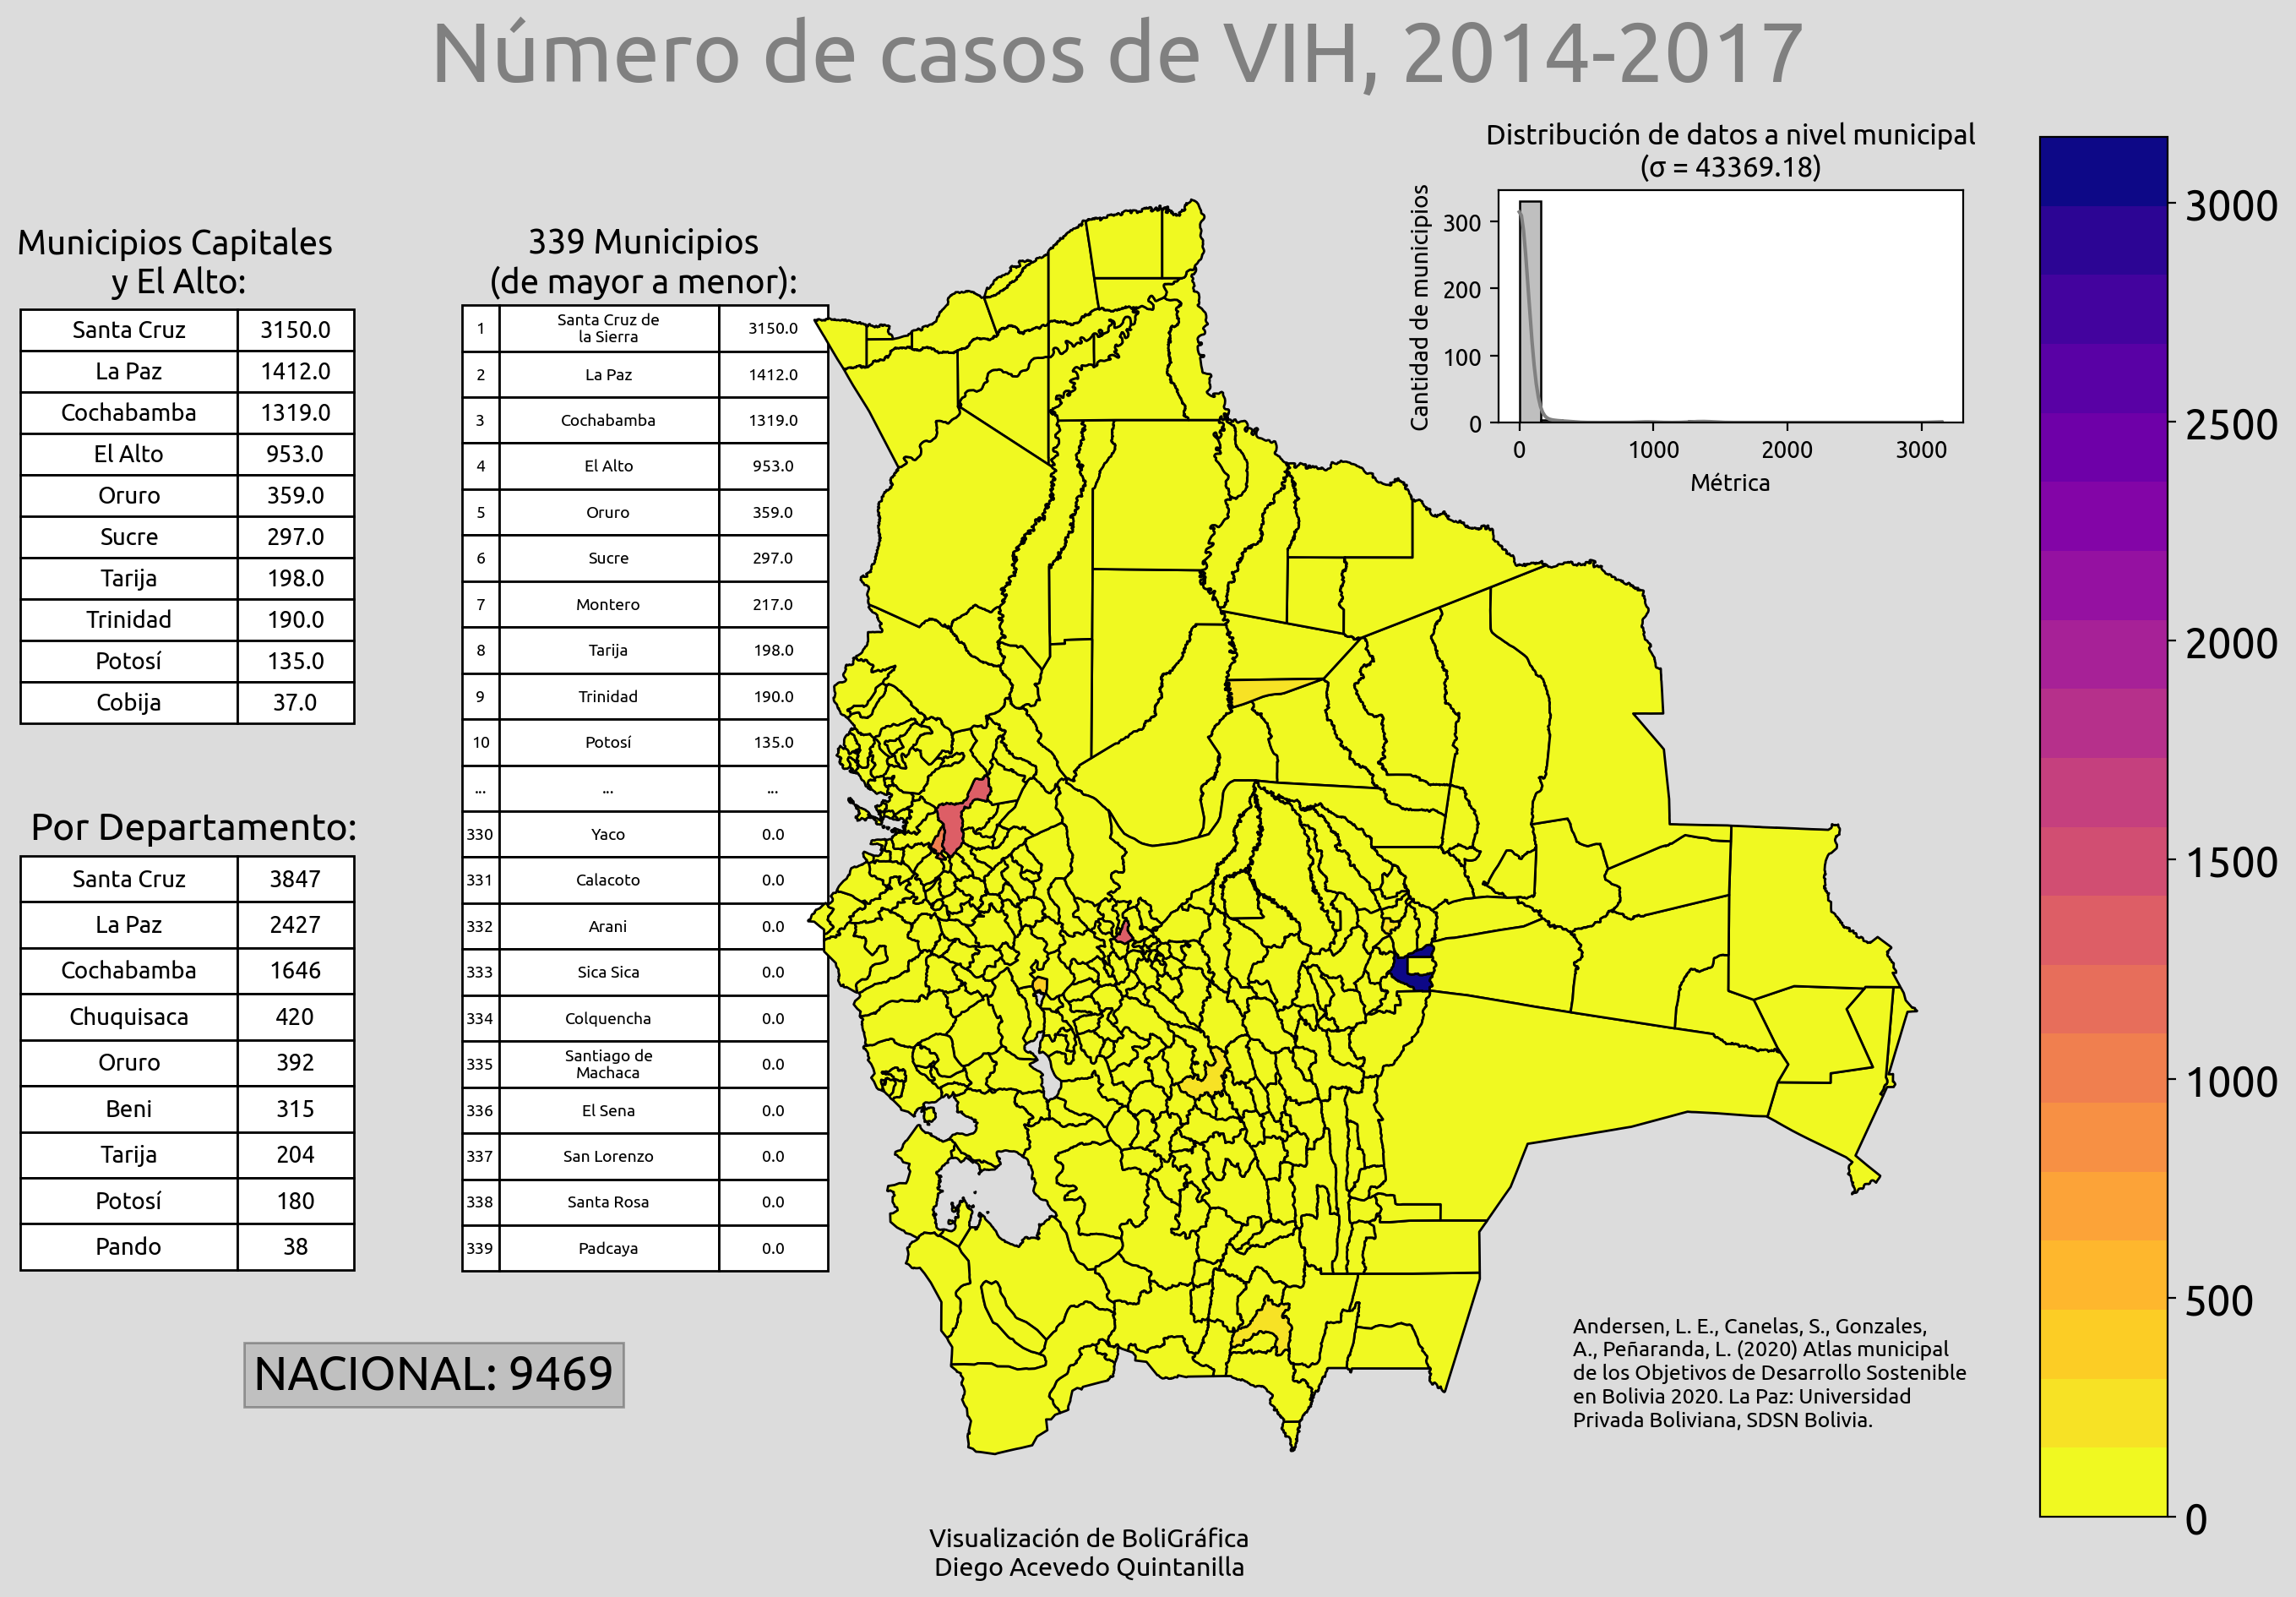 Número de casos de VIH, 2014-2017
Municipios Capitales
y El Alto:
Santa Cruz 3150.0
La Paz 1412.0
Cochabamba 1319.0
El Alto 953.0
Oruro 359.0
Sucre 297.0
Tarija 198.0
Trinidad 190.0
Potosí 135.0
Cobija 37.0
Por Departamento:
Santa Cruz 3847
La Paz 2427
Cochabamba 1646
Chuquisaca 420
Oruro 392
Beni 315
Tarija 204
Potosí 180
Pando 38
NACIONAL: 9469
339 Municipios
(de mayor a menor):
1 Santa Cruz de
la Sierra 3150.0
2 La Paz 1412.0
3 Cochabamba 1319.0
4 El Alto 953.0
5 Oruro 359.0
6 Sucre 297.0
7 Montero 217.0
8 Tarija 198.0
9 Trinidad 190.0
10 Potosí 135.0
... ... ...
330 Yaco 0.0
331 Calacoto 0.0
332 Arani 0.0
333 Sica Sica 0.0
334 Colquencha 0.0
335 Santiago de
Machaca 0.0
336 El Sena 0.0
337 San Lorenzo 0.0
338 Santa Rosa 0.0
339 Padcaya 0.0
Distribución de datos a nivel municipal
(σ = 43369.18)
Cantidad de municipios
300
200
100
0
0 1000 2000 3000
Métrica
3000
2500
2000
1500
1000
500
0
Andersen, L. E., Canelas, S., Gonzales,
A., Peñaranda, L. (2020) Atlas municipal
de los Objetivos de Desarrollo Sostenible
en Bolivia 2020. La Paz: Universidad
Privada Boliviana, SDSN Bolivia.
Visualización de BoliGráfica
Diego Acevedo Quintanilla